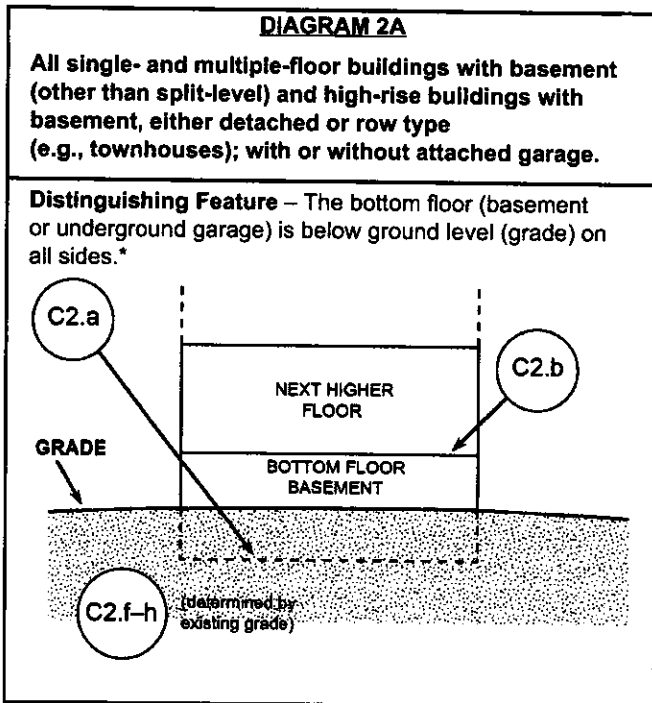 DIAGRAM 2A
All single- and multiple-floor buildings with basement
(other than split-level) and high-rise buildings with
basement, either detached or row type
(e.g., townhouses); with or without attached garage.
Distinguishing Feature – The bottom floor (basement
or underground garage) is below ground level (grade) on
all sides.*
C2.a
C2.b
NEXT HIGHER
FLOOR
GRADE
BOTTOM FLOOR
BASEMENT
C2.f–h
(determined by
existing grade)